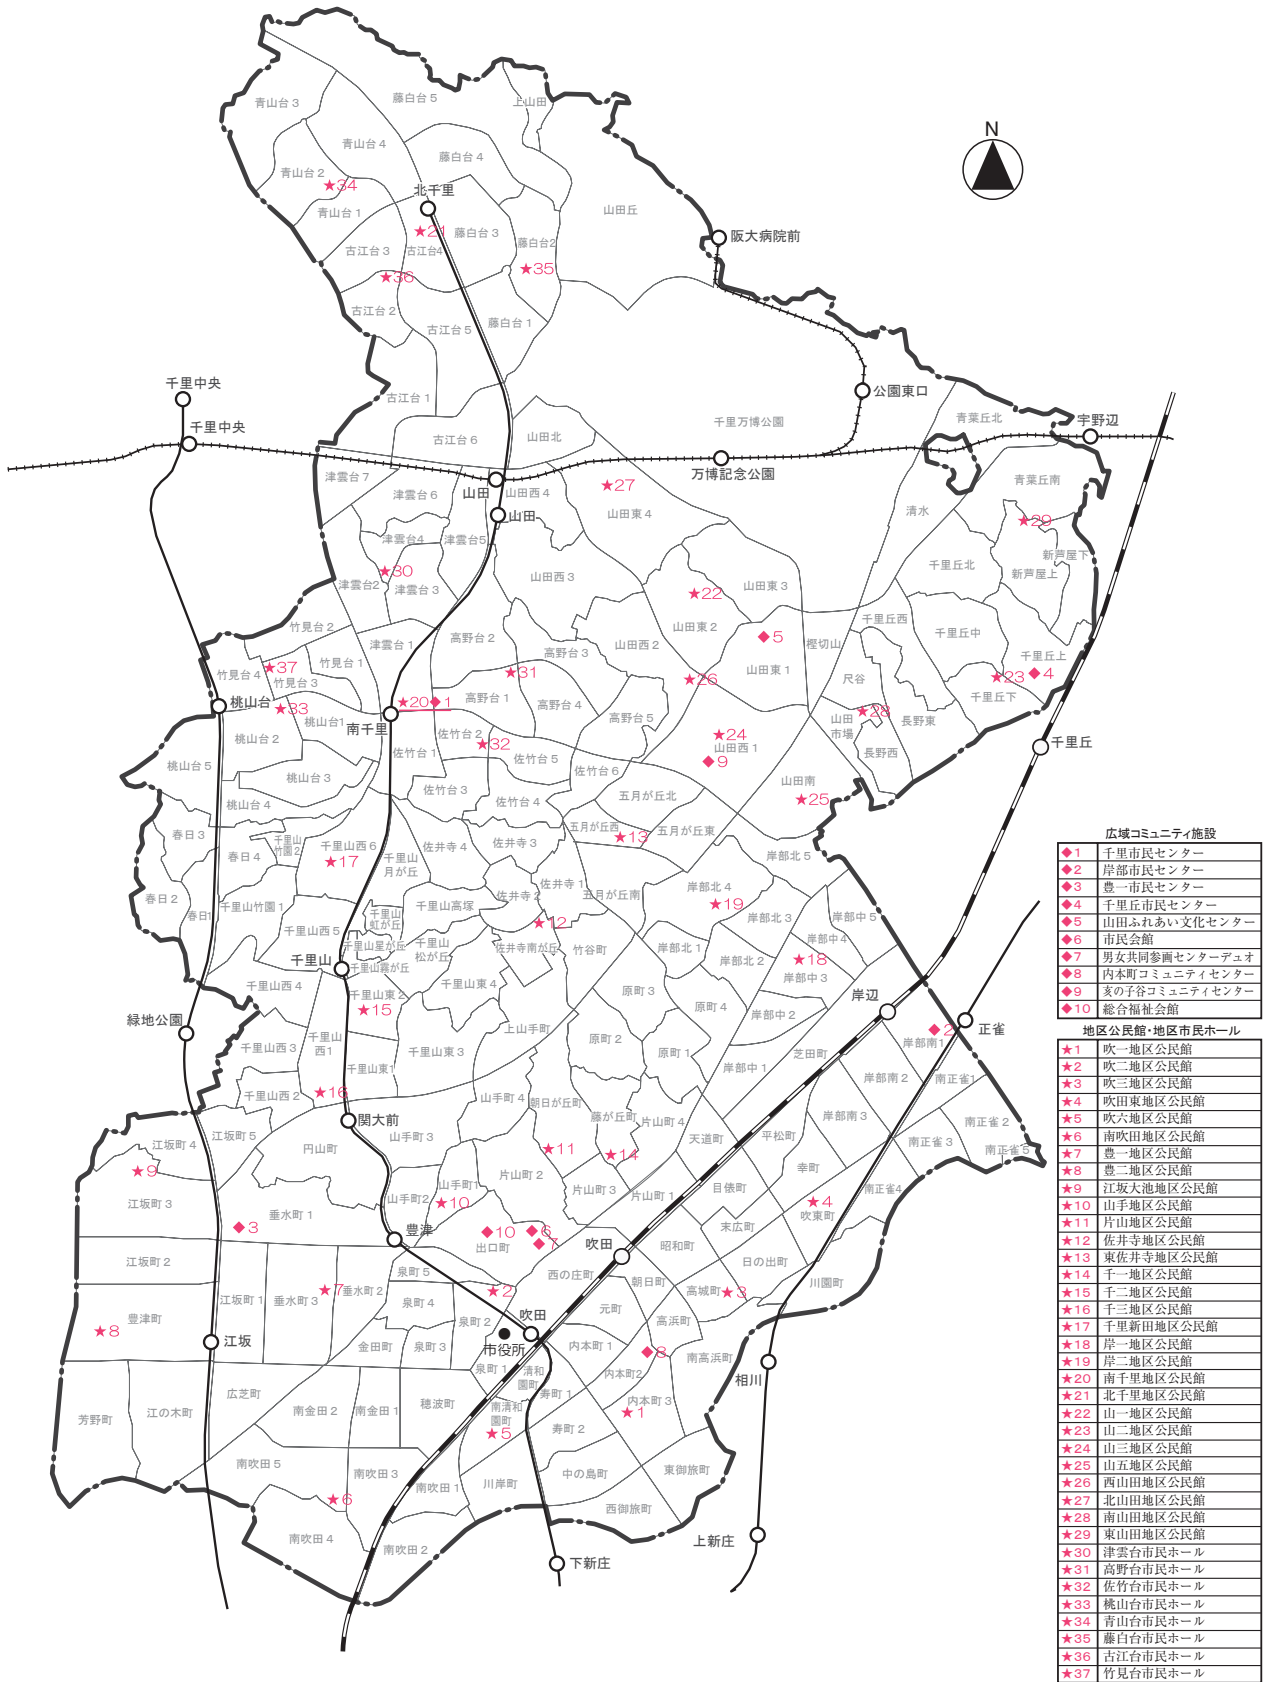 N
藤白台5
青山台3
上山田
青山台4
藤白台4
青山台2
★34
北千里
青山台1
山田丘
★21
藤白台3
阪大病院前
古江台3
古江台4
藤白台2
★35
★36
古江台2
藤白台1
古江台5
千里中央
古江台1
公園東口
千里中央
千里万博公園
青葉丘北
宇野辺
古江台6
山田北
万博記念公園
津雲台7
青葉丘南
山田
山田西4
★27
津雲台6
山田
山田東4
清水
★29
津雲台4
津雲台5
新芦屋下
★30
千里丘北
新芦屋上
津雲台2
津雲台3
山田西3
★22
山田東3
竹見台2
山田東2
千里丘西
高野台2
◆5
千里丘中
津雲台1
山田西2
樫切山
高野台3
竹見台1
千里丘上
★37
★31
山田東1
竹見台4
竹見台3
★26
尺谷
★23
◆4
桃山台
★33
★20◆1
高野台1
高野台4
千里丘下
★28
桃山台1
南千里
高野台5
山田
市場
長野東
桃山台2
佐竹台2
★32
★24
山田西1
千里丘
佐竹台1
佐竹台5
◆9
長野西
桃山台5
佐竹台6
桃山台3
山田南
佐竹台3
五月が丘北
★25
桃山台4
佐竹台4
春日3
五月が丘西
★13
五月が丘東
千里山
竹園2
千里山西6
佐井寺4
佐井寺3
春日4
★17
千里山
月が丘
岸部北5
佐井寺1
岸部北4
春日2
佐井寺2
五月が丘南
春日1
千里山竹園1
千里山高塚
★19
千里山
虹が丘
★12
岸部北3
岸部中5
千里山西5
千里山星が丘
千里山
松が丘
佐井寺南が丘
竹谷町
岸部北1
岸部中4
千里山
千里山霧が丘
岸部北2
★18
岸部中3
千里山西4
千里山東2
千里山東4
原町3
岸辺
★15
原町4
緑地公園
上山手町
岸部中2
正雀
千里山
西1
原町2
◆2
岸部南1
千里山西3
千里山東3
原町1
芝田町
千里山東1
岸部中1
岸部南2
南正雀1
千里山西2
★16
山手町4
朝日が丘町
藤が丘町
片山町4
岸部南3
南正雀2
関大前
江坂町5
山手町3
天道町
平松町
南正雀3
江坂町4
円山町
★11
★14
南正雀5
★9
片山町2
幸町
山手町1
片山町3
片山町1
目俵町
南正雀4
江坂町3
山手町2
★10
★4
垂水町1
吹東町
◆3
豊津
◆10
◆6
◆7
末広町
出口町
吹田
昭和町
江坂町2
日の出町
泉町5
西の庄町
朝日町
川園町
江坂町1
垂水町3
★7
垂水町2
★2
高城町
★3
泉町4
元町
豊津町
泉町2
高浜町
★8
吹田
江坂
金田町
泉町3
市役所
内本町1
◆8
南高浜町
泉町1
清和
園町
内本町2
相川
広芝町
寿町1
内本町3
穂波町
南清和
園町
江の木町
南金田2
南金田1
★1
芳野町
★5
寿町2
南吹田5
南吹田3
中の島町
東御旅町
南吹田1
川岸町
★6
西御旅町
南吹田4
南吹田2
上新庄
下新庄
広域コミュニティ施設
◆1 千里市民センター
◆2 岸部市民センター
◆3 豊一市民センター
◆4 千里丘市民センター
◆5 山田ふれあい文化センター
◆6 市民会館
◆7 男女共同参画センターデュオ
◆8 内本町コミュニティセンター
◆9 亥の子谷コミュニティセンター
◆10 総合福祉会館
地区公民館・地区市民ホール
★1 吹一地区公民館
★2 吹二地区公民館
★3 吹三地区公民館
★4 吹田東地区公民館
★5 吹六地区公民館
★6 南吹田地区公民館
★7 豊一地区公民館
★8 豊二地区公民館
★9 江坂大池地区公民館
★10 山手地区公民館
★11 片山地区公民館
★12 佐井寺地区公民館
★13 東佐井寺地区公民館
★14 千一地区公民館
★15 千二地区公民館
★16 千三地区公民館
★17 千里新田地区公民館
★18 岸一地区公民館
★19 岸二地区公民館
★20 南千里地区公民館
★21 北千里地区公民館
★22 山一地区公民館
★23 山二地区公民館
★24 山三地区公民館
★25 山五地区公民館
★26 西山田地区公民館
★27 北山田地区公民館
★28 南山田地区公民館
★29 東山田地区公民館
★30 津雲台市民ホール
★31 高野台市民ホール
★32 佐竹台市民ホール
★33 桃山台市民ホール
★34 青山台市民ホール
★35 藤白台市民ホール
★36 古江台市民ホール
★37 竹見台市民ホール